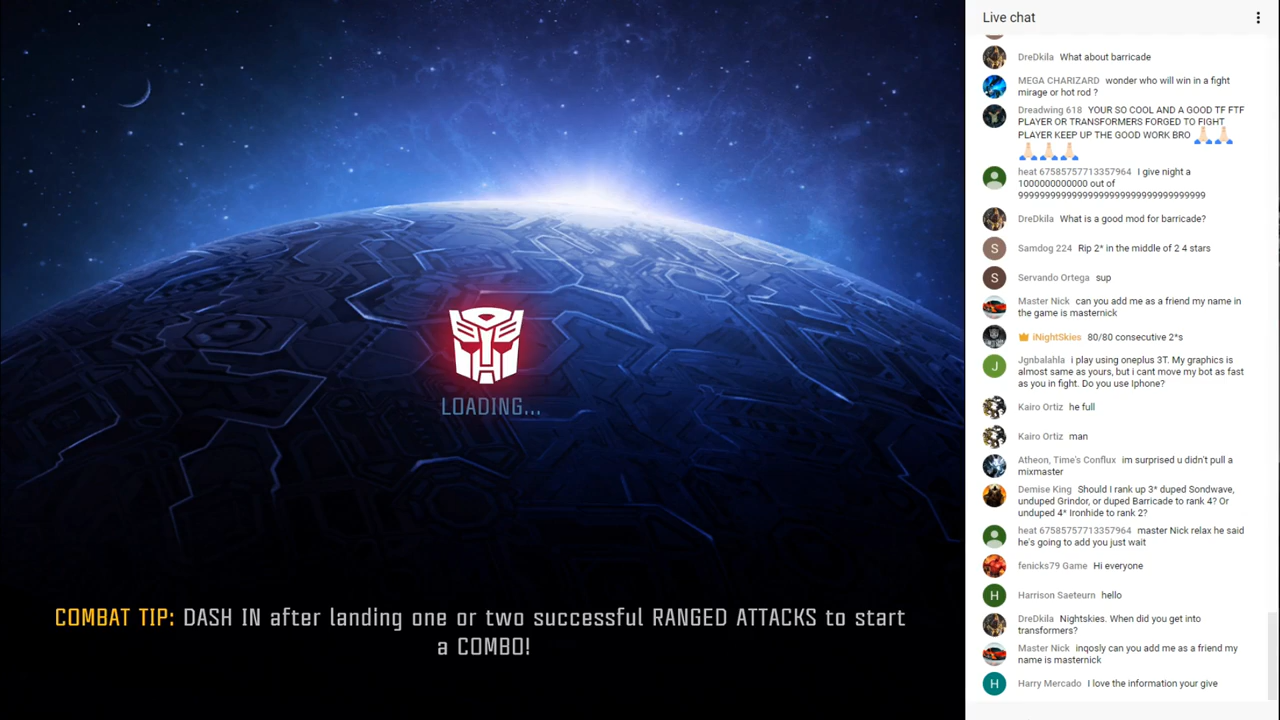 LOADING...
COMBAT TIP: DASH IN after landing one or two successful RANGED ATTACKS to start
a COMBO!
Live chat
DreDkila What about barricade
MEGA CHARIZARD wonder who will win in a fight
mirage or hot rod ?
Dreadwing 618 YOUR SO COOL AND A GOOD TF FTF
PLAYER OR TRANSFORMERS FORGED TO FIGHT
PLAYER KEEP UP THE GOOD WORK BRO
heat 67585757713357964 I give night a
1000000000000 out of
9999999999999999999999999999999999
DreDkila What is a good mod for barricade?
S Samdog 224 Rip 2* in the middle of 2 4 stars
S Servando Ortega sup
Master Nick can you add me as a friend my name in
the game is masternick
iNightSkies 80/80 consecutive 2*s
J Jgnbalahla i play using oneplus 3T. My graphics is
almost same as yours, but i cant move my bot as fast
as you in fight. Do you use Iphone?
Kairo Ortiz he full
Kairo Ortiz man
Atheon, Time's Conflux im surprised u didn't pull a
mixmaster
Demise King Should I rank up 3* duped Sondwave,
unduped Grindor, or duped Barricade to rank 4? Or
unduped 4* Ironhide to rank 2?
heat 67585757713357964 master Nick relax he said
he's going to add you just wait
fenicks79 Game Hi everyone
H Harrison Saeteurn hello
DreDkila Nightskies. When did you get into
transformers?
Master Nick inqosly can you add me as a friend my
name is masternick
H Harry Mercado I love the information your give